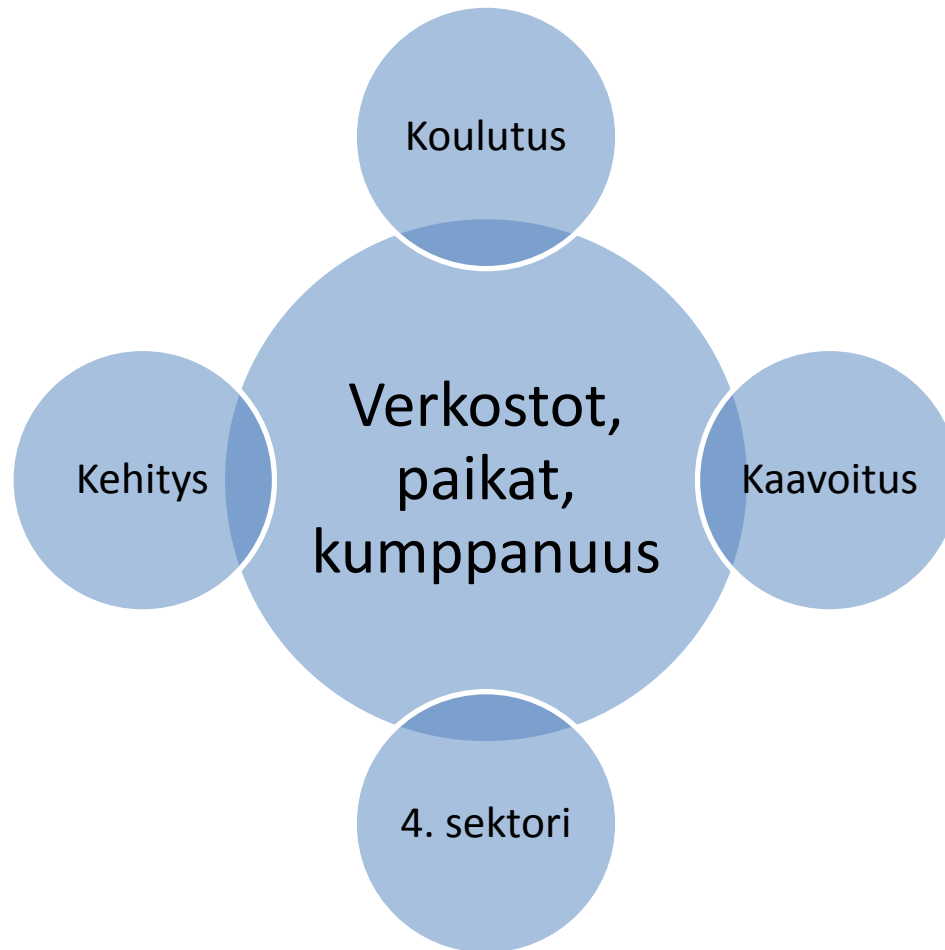 Koulutus
Verkostot,
paikat,
kumppanuus
Kehitys
Kaavoitus
4. sektori